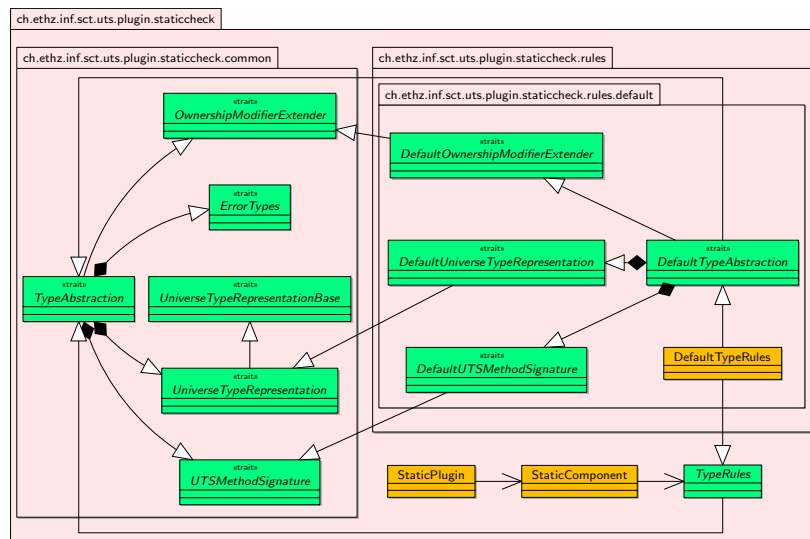 ch.ethz.inf.sct.uts.plugin.staticcheck
ch.ethz.inf.sct.uts.plugin.staticcheck.common
ch.ethz.inf.sct.uts.plugin.staticcheck.rules
ch.ethz.inf.sct.uts.plugin.staticcheck.rules.default
«trait»
OwnershipModifierExtender
«trait»
DefaultOwnershipModifierExtender
«trait»
ErrorTypes
«trait»
DefaultUniverseTypeRepresentation
«trait»
DefaultTypeAbstraction
«trait»
TypeAbstraction
«trait»
UniverseTypeRepresentationBase
«trait»
DefaultUTSMethodSignature
DefaultTypeRules
«trait»
UniverseTypeRepresentation
«trait»
UTSMethodSignature
StaticPlugin
StaticComponent
TypeRules